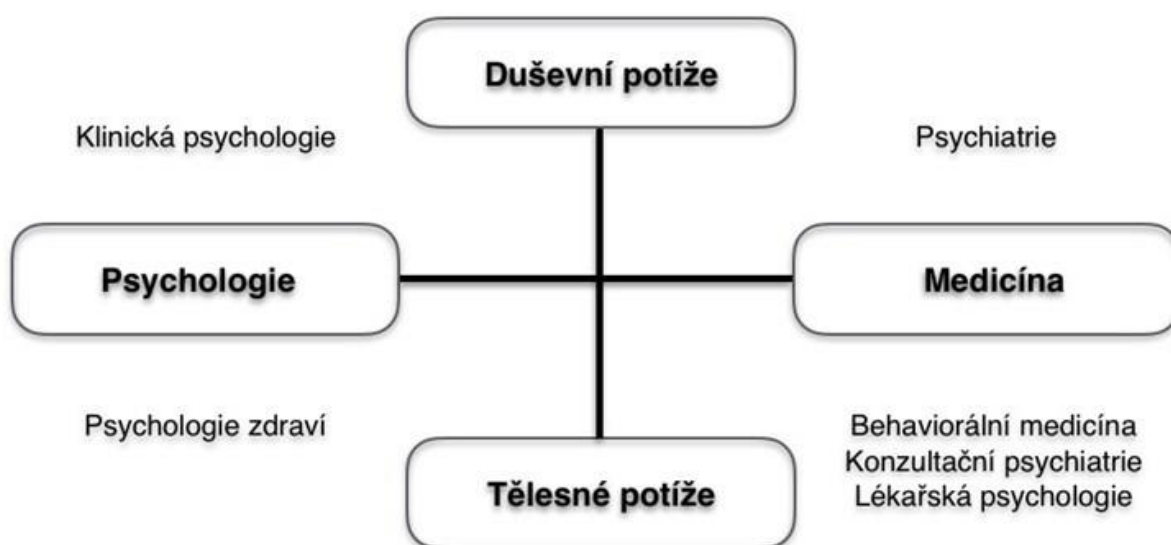 Duševní potíže
Klinická psychologie
Psychiatrie
Psychologie
Medicína
Psychologie zdraví
Behaviorální medicína
Konzultační psychiatrie
Lékařská psychologie
Tělesné potíže